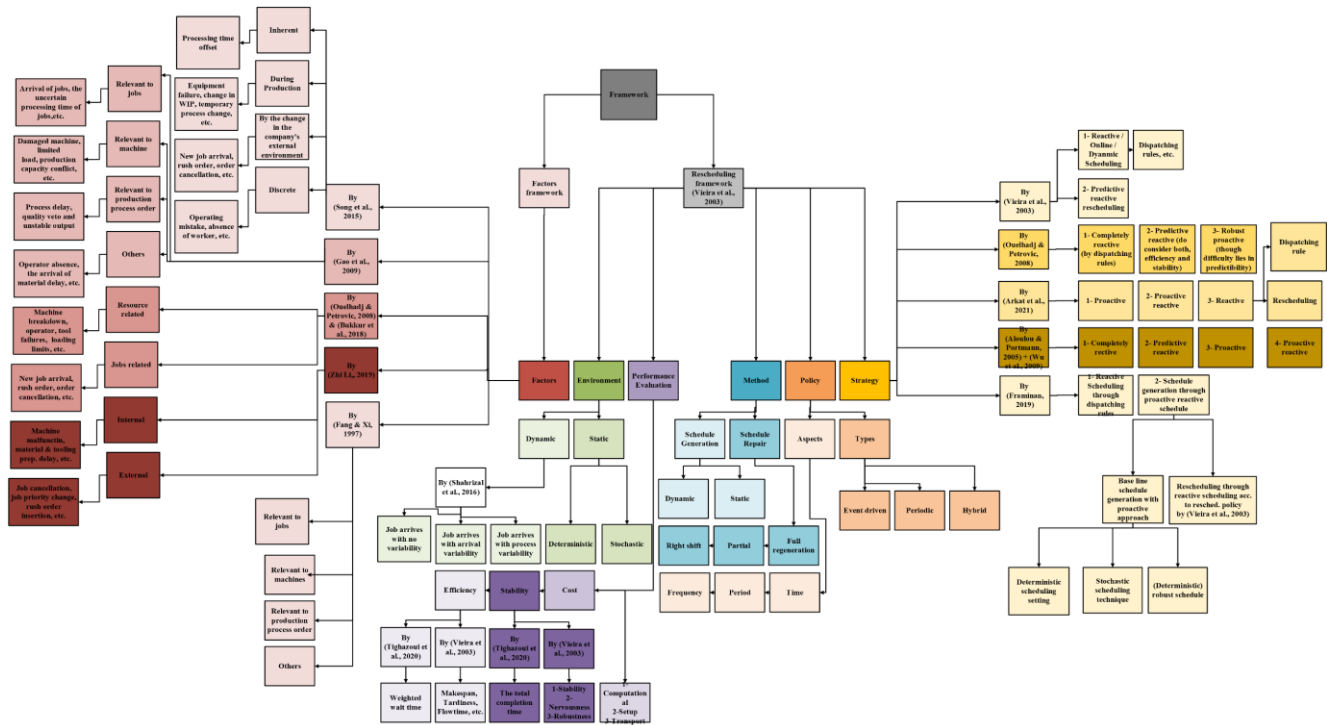 Framework
Factors
framework
Rescheduling
framework
(Vieira et al.,
2003)
Processing time
offset
Inherent
Equipment
failure, change in
WIP, temporary
process change,
etc.
During
Production
New job arrival,
rush order, order
cancellation, etc.
By the change
in the
company's
external
environment
Operating
mistake, absence
of worker, etc.
Discrete
By
(Song et al.,
2015)
Arrival of jobs, the
uncertain
processing time of
jobs,etc.
Relevant to
jobs
Damaged machine,
limited
load, production
capacity conflict,
etc.
Relevant to
machine
Process delay,
quality veto and
unstable output
Relevant to
production
process order
Operator absence,
the arrival of
material delay, etc.
Others
By
(Gao et al.,
2009)
Machine
breakdown,
operator, tool
failures, loading
limits, etc.
Resource
related
New job arrival,
rush order, order
cancellation, etc.
Jobs related
By
(Ouelhadj &
Petrovic, 2008)
& (Bukkur et
al., 2018)
Machine
malfunctin,
material & tooling
prep. delay, etc.
Internal
Job cancellation,
job priority change,
rush order
insertion, etc.
External
By
(Zhi Li,, 2019)
By
(Fang & Xi,
1997)
Relevant to
jobs
Relevant to
machines
Relevant to
production
process order
Others
Factors
Environment
Performance
Evaluation
Method
Policy
Strategy
Dynamic
Static
By (Shahrizal
et al., 2016)
Job arrives
with no
variability
Job arrives
with arrival
variability
Job arrives
with process
variability
Deterministic
Stochastic
Efficiency
Stability
Cost
By
(Tighazoui et
al., 2020)
By (Vieira et
al., 2003)
By
(Tighazoui et
al., 2020)
By (Vieira et
al., 2003)
Weighted
wait time
Makespan,
Tardiness,
Flowtime, etc.
The total
completion
time
1-Stability
2-
Nervousness
3-Robustness
1-
Computation
al
2-Setup
3-Transport
Schedule
Generation
Schedule
Repair
Dynamic
Static
Right shift
Partial
Full
regeneration
Aspects
Types
Frequency
Period
Time
Event driven
Periodic
Hybrid
By
(Vieira et al.,
2003)
1- Reactive /
Online /
Dyanmic
Scheduling
Dispatching
rules, etc.
2- Predictive
reactive
rescheduling
By
(Ouelhadj &
Petrovic,
2008)
1- Completely
reactive
(by dispatching
rules)
2- Predictive
reactive (do
consider both,
efficiency and
stability)
3- Robust
proactive
(though
difficulty lies in
predictibility)
By
(Arkat et al.,
2021)
1- Proactive
2- Proactive
reactive
3- Reactive
Dispatching
rule
Rescheduling
By
(Aloulou &
Portmann,
2005) + (Wu
et al., 2009)
1- Completely
rective
2- Predictive
reactive
3- Proactive
4- Proactive
reactive
By
(Framinan,
2019)
1- Reactive
Scheduling
through
dispatching
rules
2- Schedule
generation through
proactive reactive
schedule
Base line
schedule
generation with
proactive
approach
Rescheduling through
reactive scheduling acc.
to resched. policy
by (Vieira et al., 2003)
Deterministic
scheduling
setting
Stochastic
scheduling
technique
(Deterministic)
robust schedule